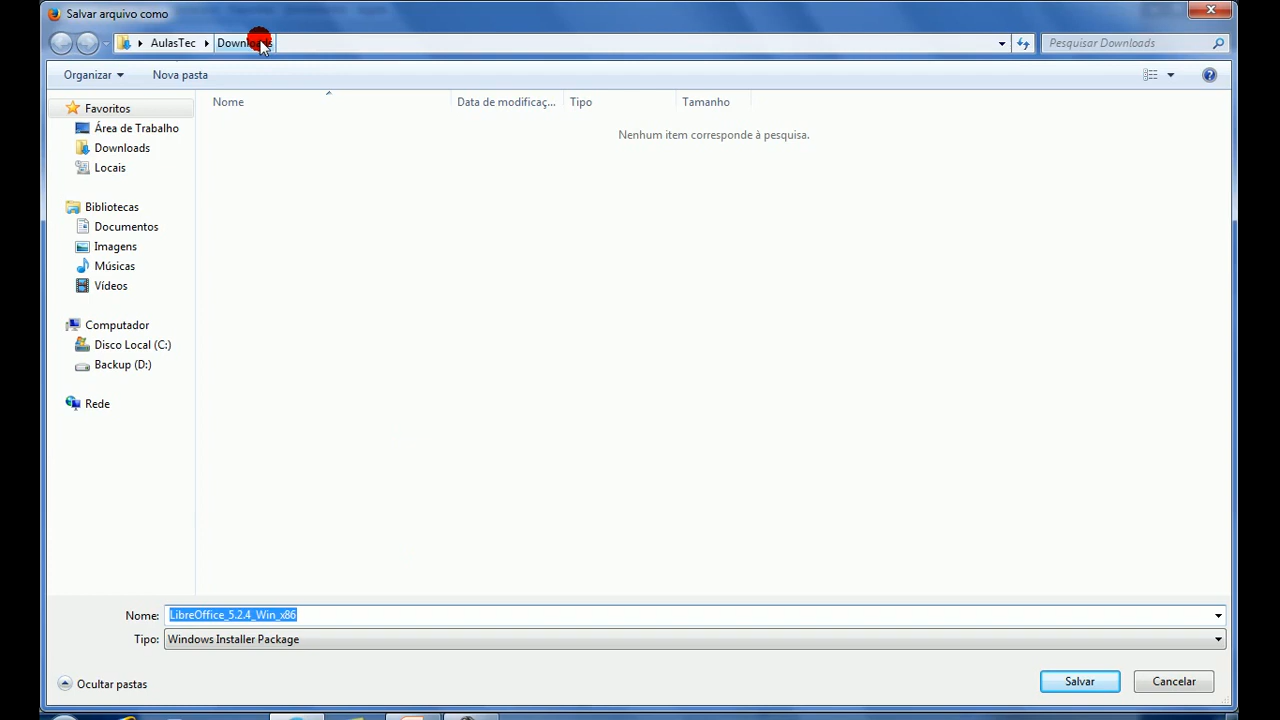 Salvar arquivo como
AulasTec Downloads
Pesquisar Downloads
Organizar Nova pasta
Favoritos
Área de Trabalho
Downloads
Locais
Bibliotecas
Documentos
Imagens
Músicas
Vídeos
Computador
Disco Local (C:)
Backup (D:)
Rede
Nome Data de modificaç... Tipo Tamanho
Nenhum item corresponde à pesquisa.
Nome: LibreOffice_5.2.4_Win_x86
Tipo: Windows Installer Package
Ocultar pastas Salvar Cancelar